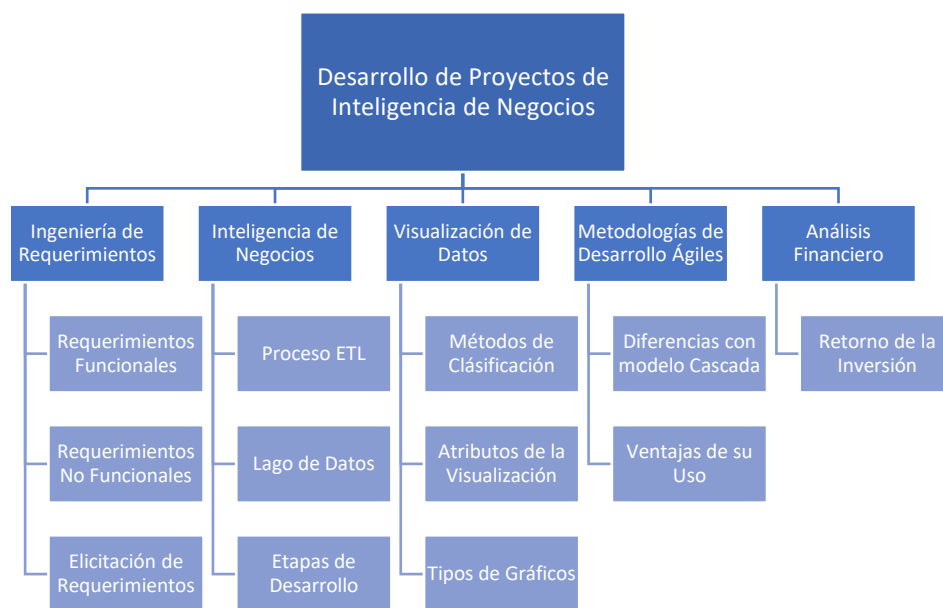 Desarrollo de Proyectos de
Inteligencia de Negocios
Ingeniería de
Requerimientos
Requerimientos
Funcionales
Requerimientos
No Funcionales
Elicitación de
Requerimientos
Inteligencia de
Negocios
Proceso ETL
Lago de Datos
Etapas de
Desarrollo
Visualización de
Datos
Métodos de
Clásificación
Atributos de la
Visualización
Tipos de Gráficos
Metodologías de
Desarrollo Ágiles
Diferencias con
modelo Cascada
Ventajas de su
Uso
Análisis
Financiero
Retorno de la
Inversión